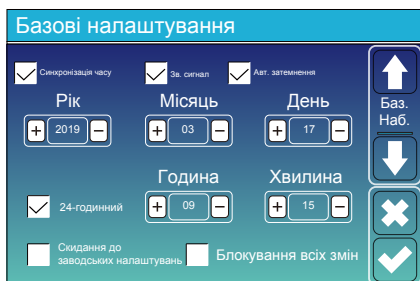 Базові налаштування
Синхронізація часу Зв. сигнал Авт. затемнення
Рік Місяць День
+ 2019 − + 03 − + 17 −
Баз.
Наб.
Година Хвилина
24-годинний + 09 − + 15 −
Скидання до
заводських налаштувань
Блокування всіх змін